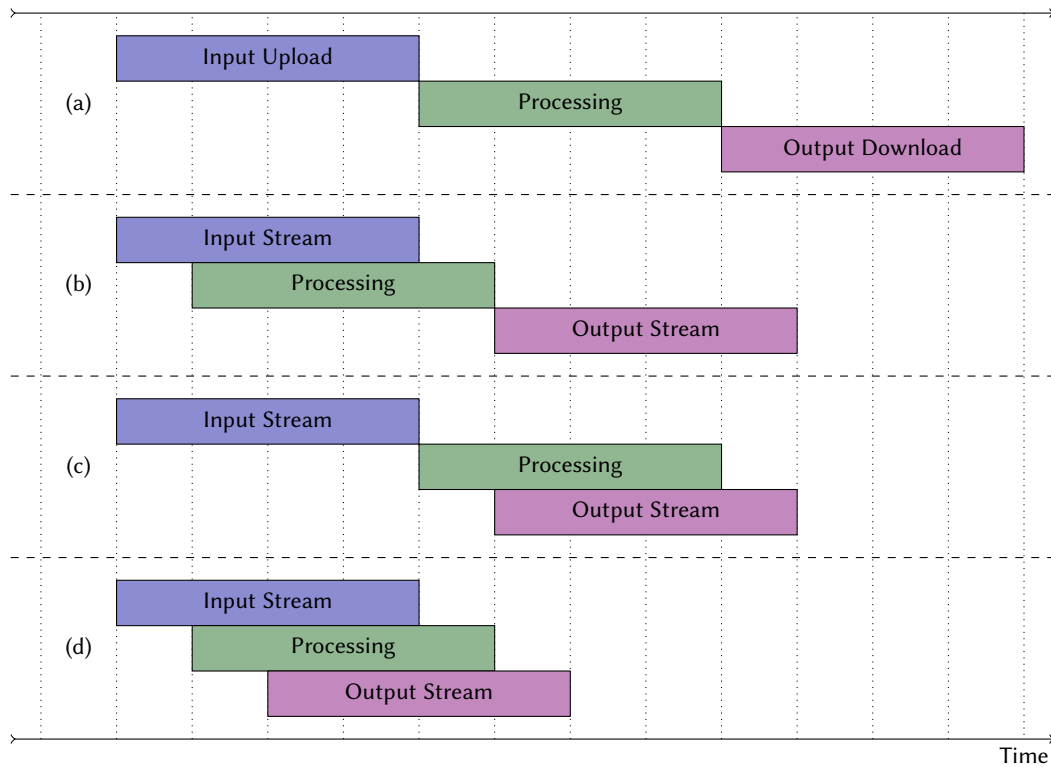 Input Upload
(a)
Processing
Output Download
Input Stream
(b)
Processing
Output Stream
Input Stream
(c)
Processing
Output Stream
Input Stream
(d)
Processing
Output Stream
Time